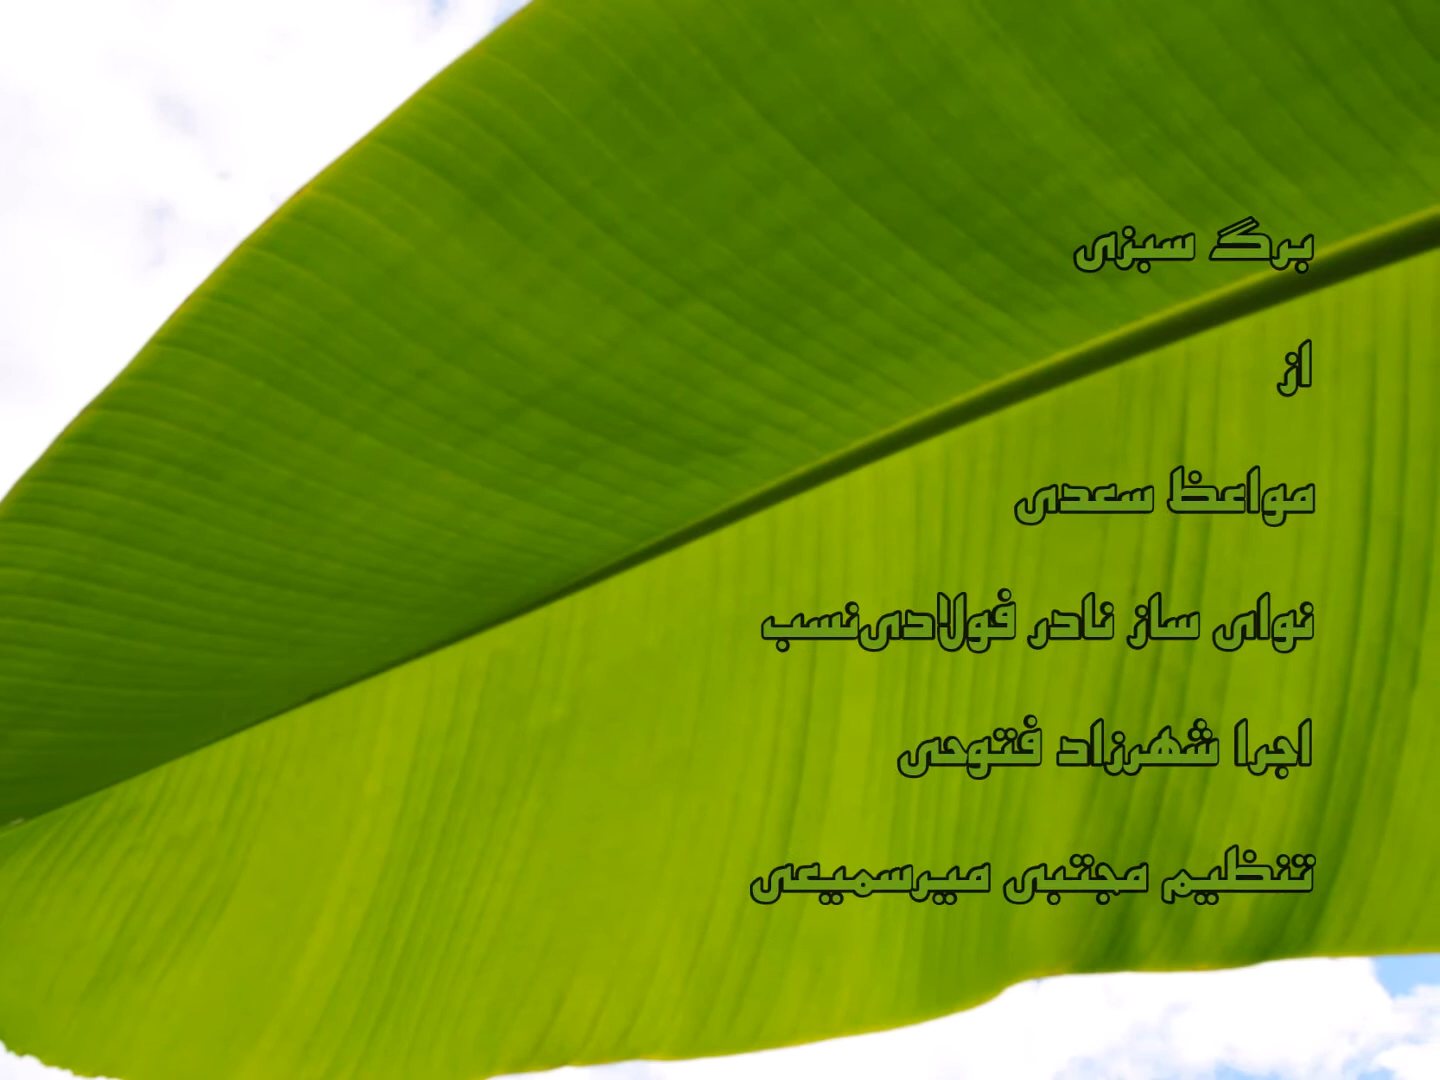 برگ سبزی
از
مواعظ سعدی
نوای ساز نادر فولادی‌نسب
اجرا شهرزاد فتوحی
تنظیم مجتبی میرسمیعی